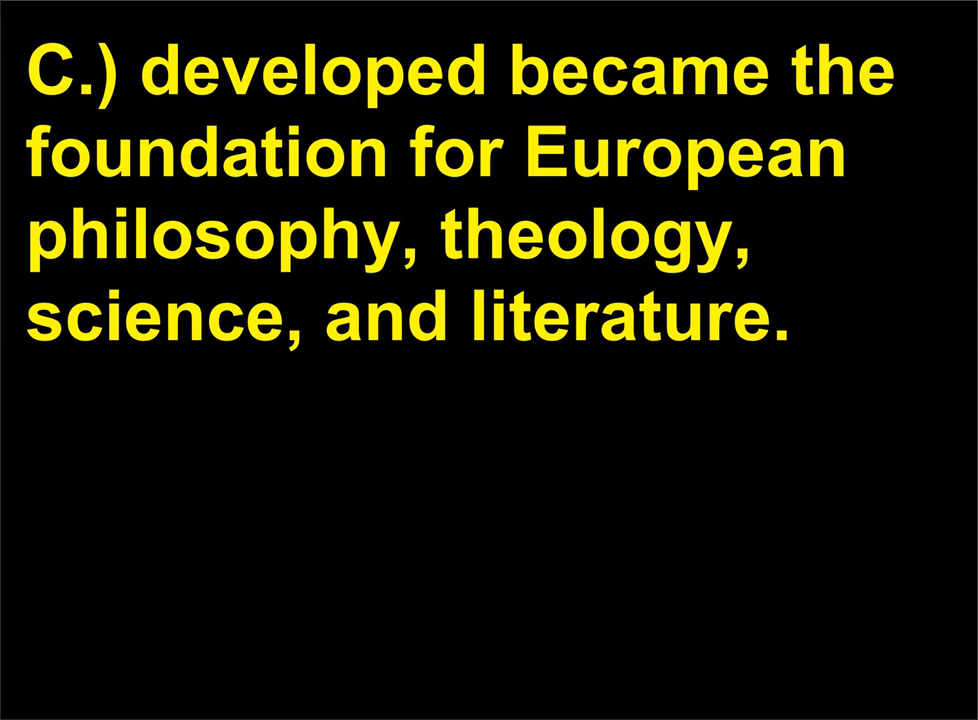 C.) developed became the
foundation for European
philosophy, theology,
science, and literature.